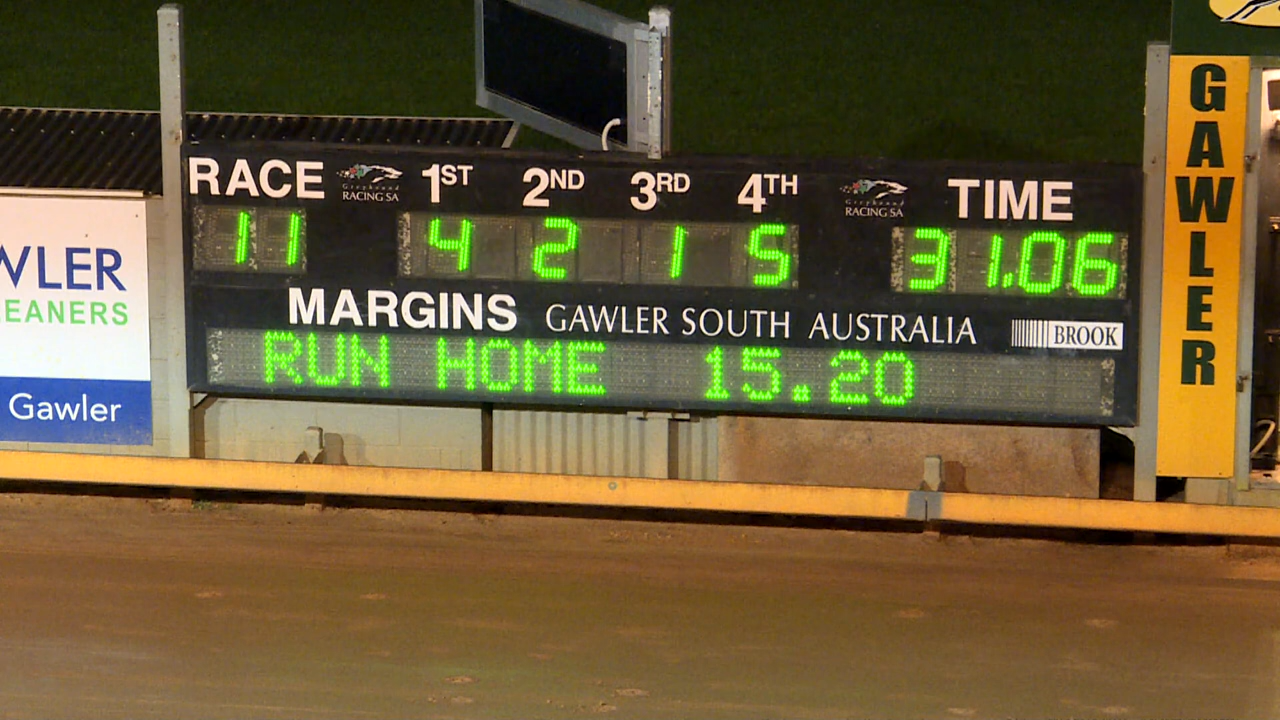 RACE 1ST 2ND 3RD 4TH TIME
Greyhound RACING SA
Greyhound RACING SA
11 4 2 1 5 31.06
MARGINS GAWLER SOUTH AUSTRALIA BROOK
RUN HOME 15.20
WLER
EANERS
Gawler
GAWLER